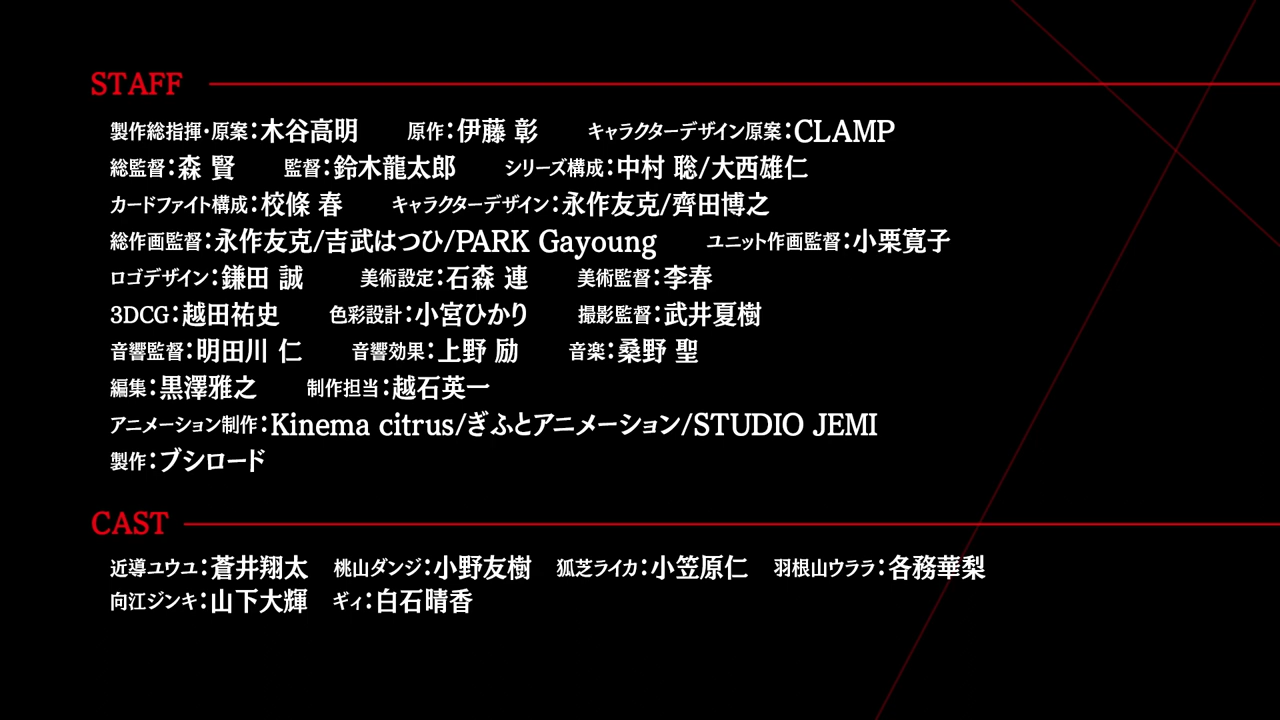 STAFF
製作総指揮・原案：木谷高明　原作：伊藤 彰　キャラクターデザイン原案：CLAMP
総監督：森 賢　監督：鈴木龍太郎　シリーズ構成：中村 聡/大西雄仁
カードファイト構成：校條 春　キャラクターデザイン：永作友克/齊田博之
総作画監督：永作友克/吉武はつひ/PARK Gayoung　ユニット作画監督：小栗寛子
ロゴデザイン：鎌田 誠　美術設定：石森 連　美術監督：李春
3DCG：越田祐史　色彩設計：小宮ひかり　撮影監督：武井夏樹
音響監督：明田川 仁　音響効果：上野 励　音楽：桑野 聖
編集：黒澤雅之　制作担当：越石英一
アニメーション制作：Kinema citrus/ぎふとアニメーション/STUDIO JEMI
製作：ブシロード
CAST
近導ユウユ：蒼井翔太　桃山ダンジ：小野友樹　狐芝ライカ：小笠原仁　羽根山ウララ：各務華梨
向江ジンキ：山下大輝　ギィ：白石晴香